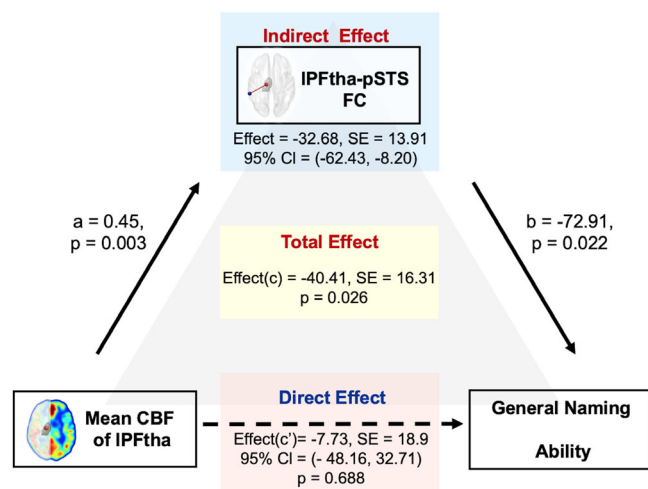 Indirect Effect
lPFtha-pSTS
FC
Effect = -32.68, SE = 13.91
95% CI = (-62.43, -8.20)
a = 0.45,
p = 0.003
b = -72.91,
p = 0.022
Total Effect
Effect(c) = -40.41, SE = 16.31
p = 0.026
Mean CBF
of lPFtha
Direct Effect
Effect(c')= -7.73, SE = 18.9
95% CI = (- 48.16, 32.71)
p = 0.688
General Naming
Ability